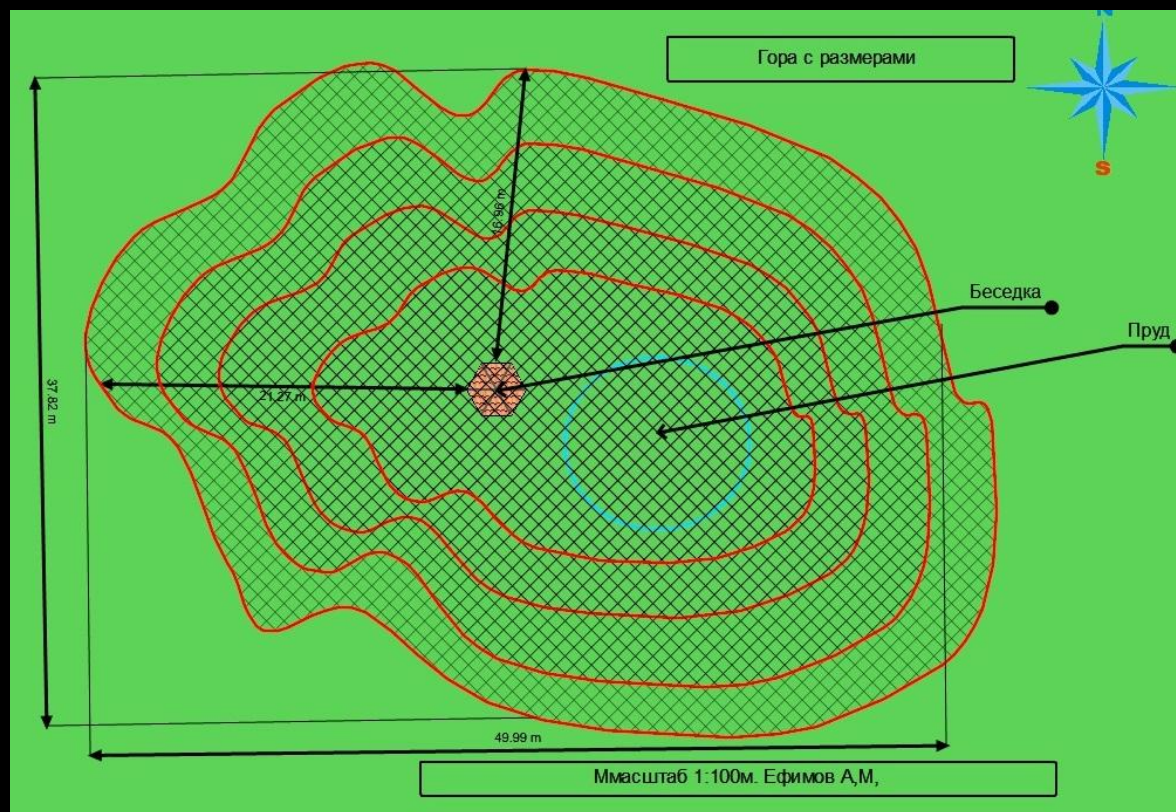 N
Гора с размерами
S
16.96 m
Беседка
Пруд
37.82 m
21.27 m
49.99 m
Ммасштаб 1:100м. Ефимов А,М,